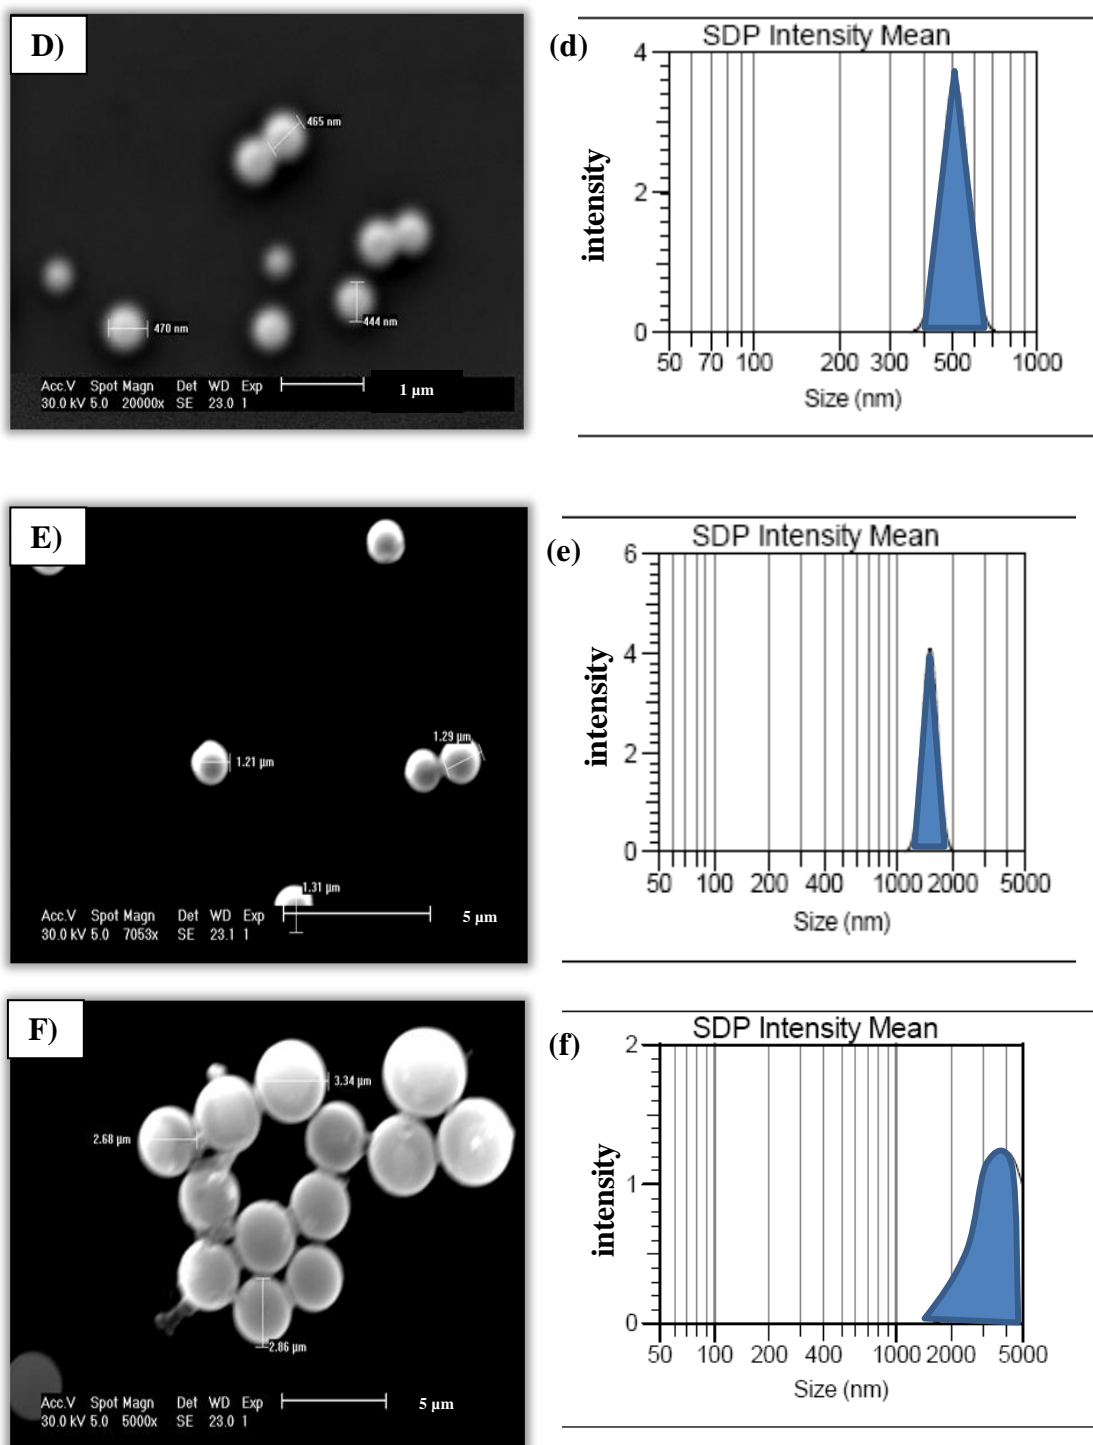 D)
465 nm
470 nm
444 nm
Acc.V Spot Magn Det WD Exp
30.0 kV 5.0 20000x SE 23.0 1
1 µm
(d)
SDP Intensity Mean
intensity
4
2
0
50 70 100 200 300 500 1000
Size (nm)
E)
1.21 µm
1.29 µm
1.31 µm
Acc.V Spot Magn Det WD Exp
30.0 kV 5.0 7053x SE 23.1 1
5 µm
(e)
SDP Intensity Mean
intensity
6
4
2
0
50 100 200 400 1000 2000 5000
Size (nm)
F)
3.34 µm
2.68 µm
2.86 µm
Acc.V Spot Magn Det WD Exp
30.0 kV 5.0 5000x SE 23.0 1
5 µm
(f)
SDP Intensity Mean
intensity
2
1
0
50 100 200 400 1000 2000 5000
Size (nm)